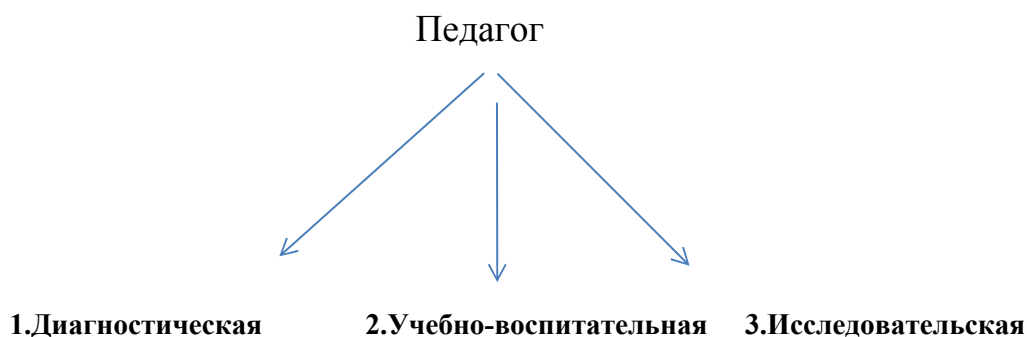 Педагог
1.Диагностическая 2.Учебно-воспитательная 3.Исследовательская